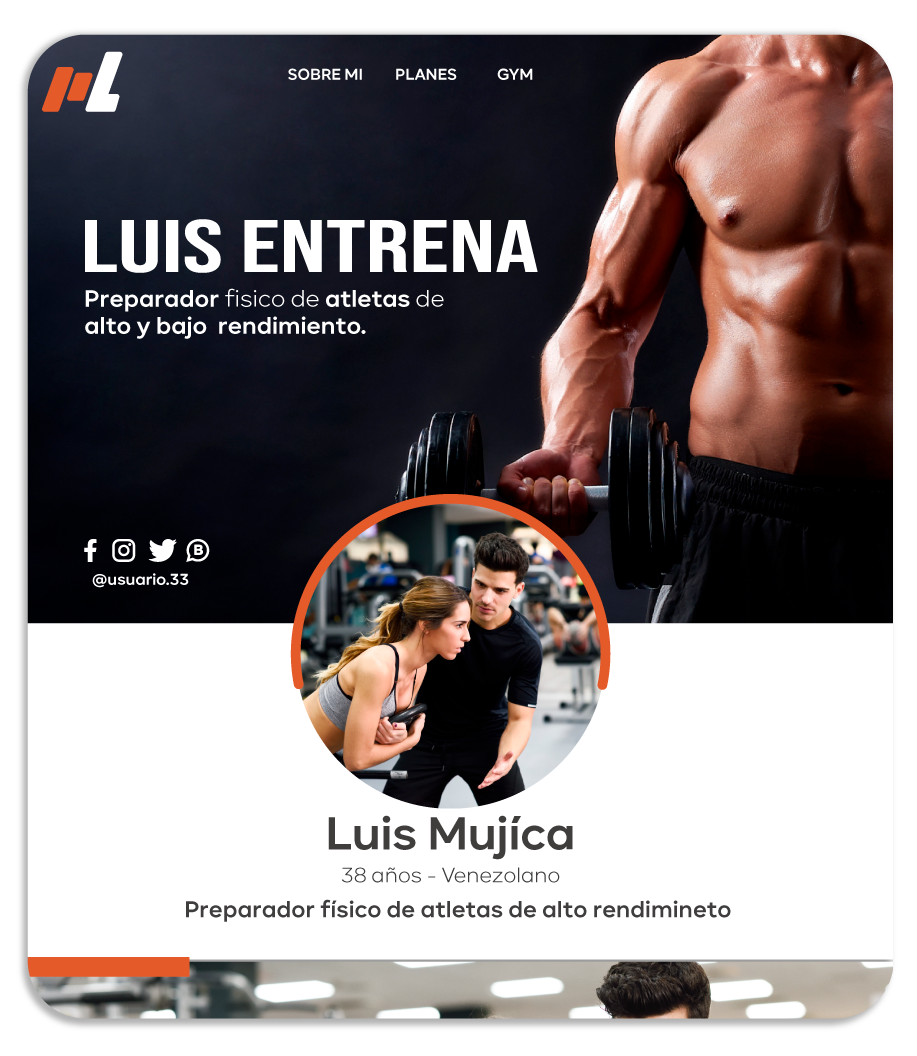 SOBRE MI PLANES GYM
LUIS ENTRENA
Preparador fisico de atletas de
alto y bajo rendimiento.
@usuario.33
Luis Mujíca
38 años - Venezolano
Preparador físico de atletas de alto rendimineto